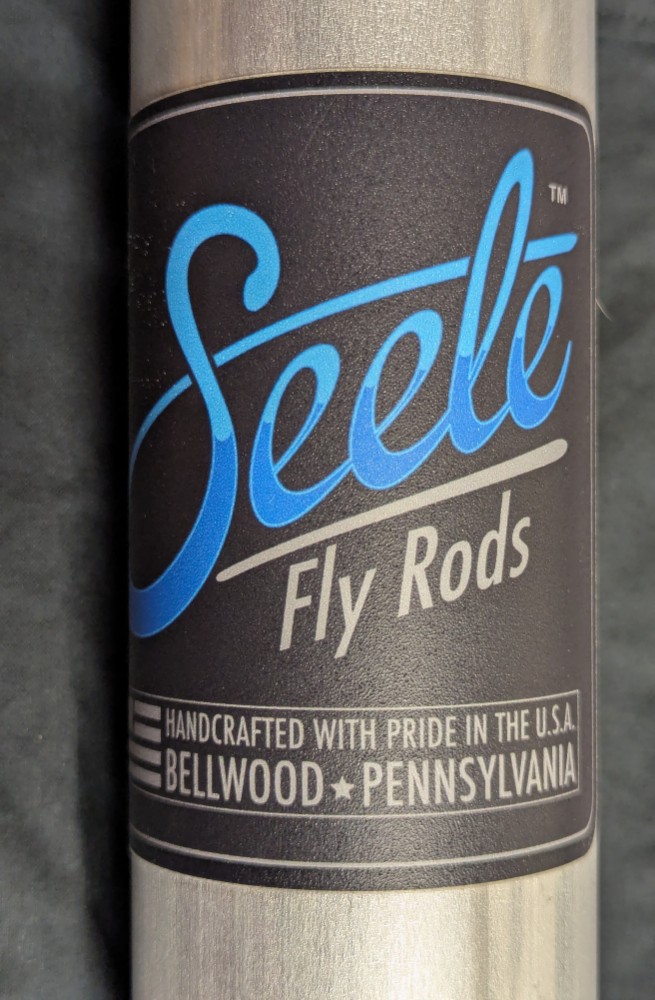 Seele™
Fly Rods
HANDCRAFTED WITH PRIDE IN THE U.S.A.
BELLWOOD ★ PENNSYLVANIA